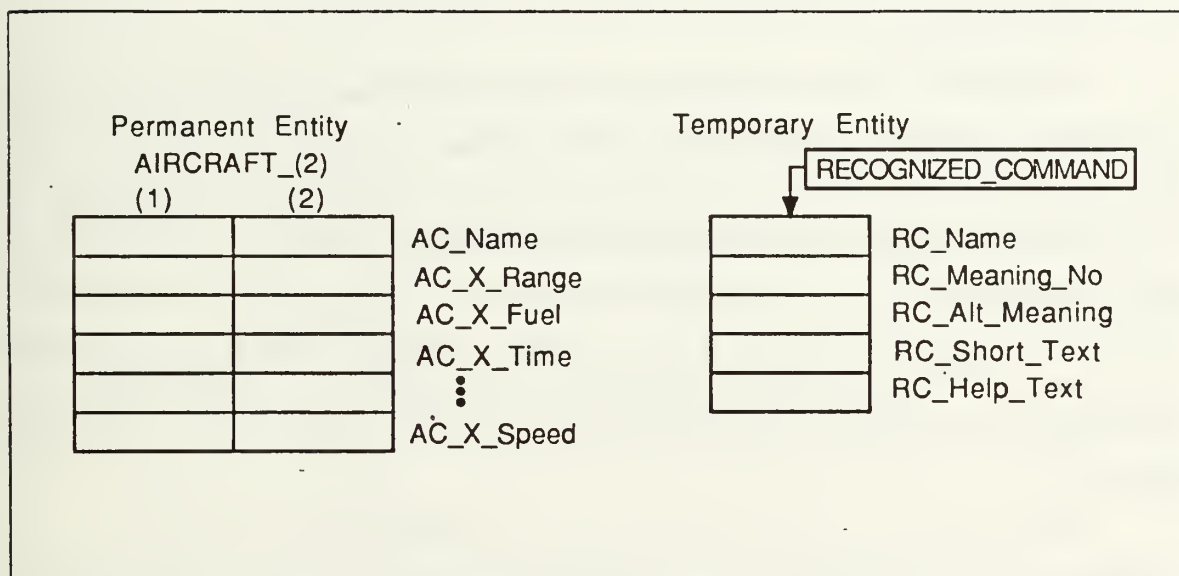 Permanent Entity
AIRCRAFT_(2)
(1) (2)
AC_Name
AC_X_Range
AC_X_Fuel
AC_X_Time
AC_X_Speed
Temporary Entity
RECOGNIZED_COMMAND
RC_Name
RC_Meaning_No
RC_Alt_Meaning
RC_Short_Text
RC_Help_Text